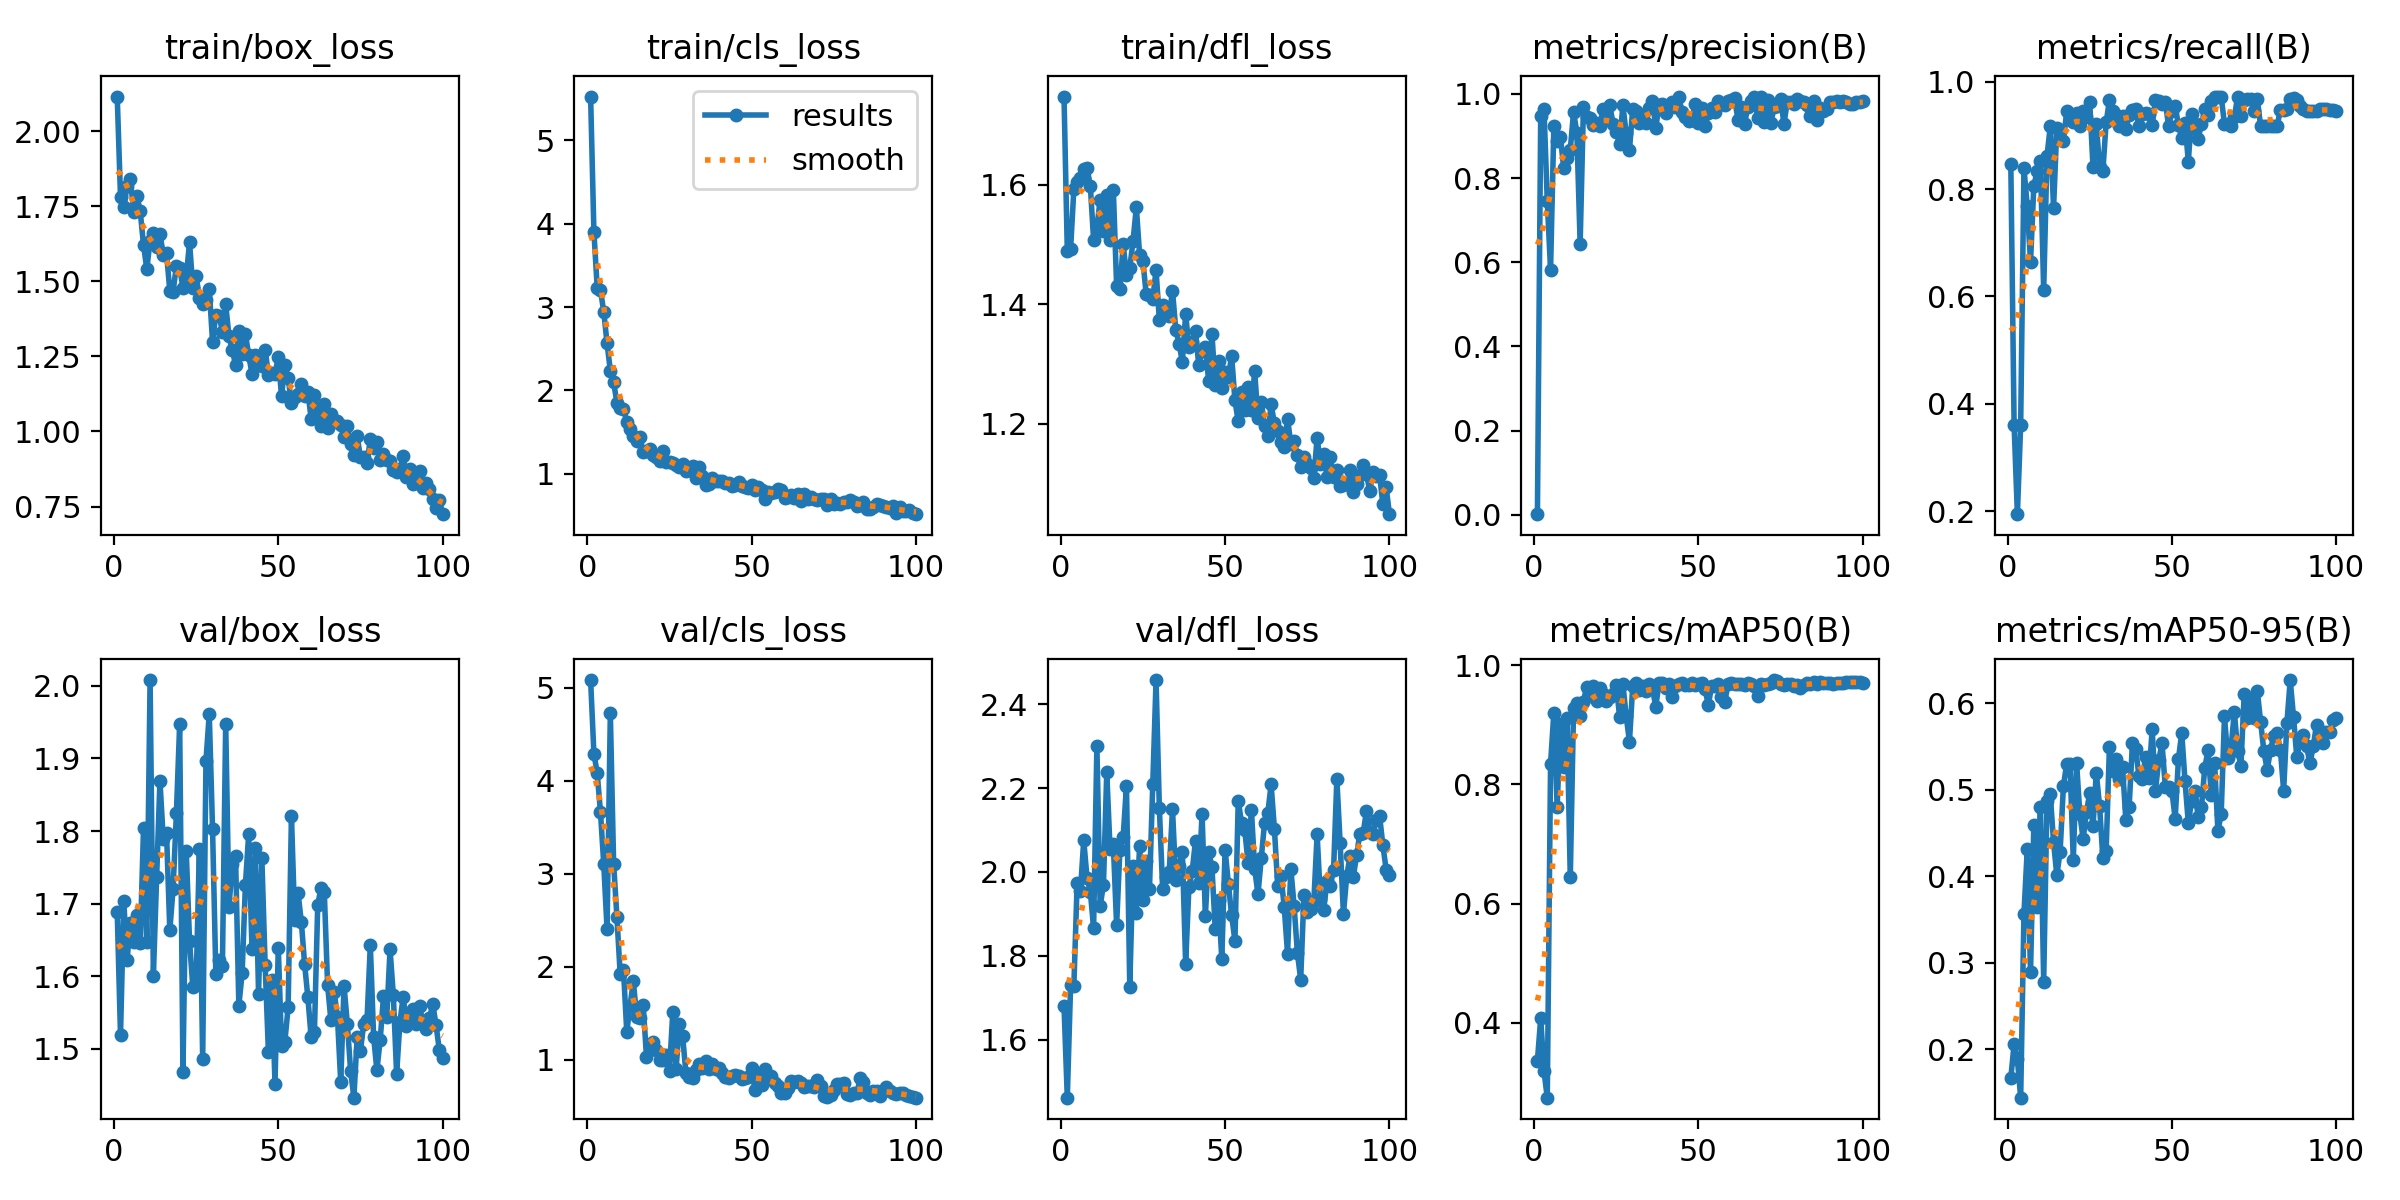 train/box_loss
2.00
1.75
1.50
1.25
1.00
0.75
0 50 100
train/cls_loss
results
smooth
5
4
3
2
1
0 50 100
train/dfl_loss
1.6
1.4
1.2
0 50 100
metrics/precision(B)
1.0
0.8
0.6
0.4
0.2
0.0
0 50 100
metrics/recall(B)
1.0
0.8
0.6
0.4
0.2
0 50 100
val/box_loss
2.0
1.9
1.8
1.7
1.6
1.5
0 50 100
val/cls_loss
5
4
3
2
1
0 50 100
val/dfl_loss
2.4
2.2
2.0
1.8
1.6
0 50 100
metrics/mAP50(B)
1.0
0.8
0.6
0.4
0 50 100
metrics/mAP50-95(B)
0.6
0.5
0.4
0.3
0.2
0 50 100